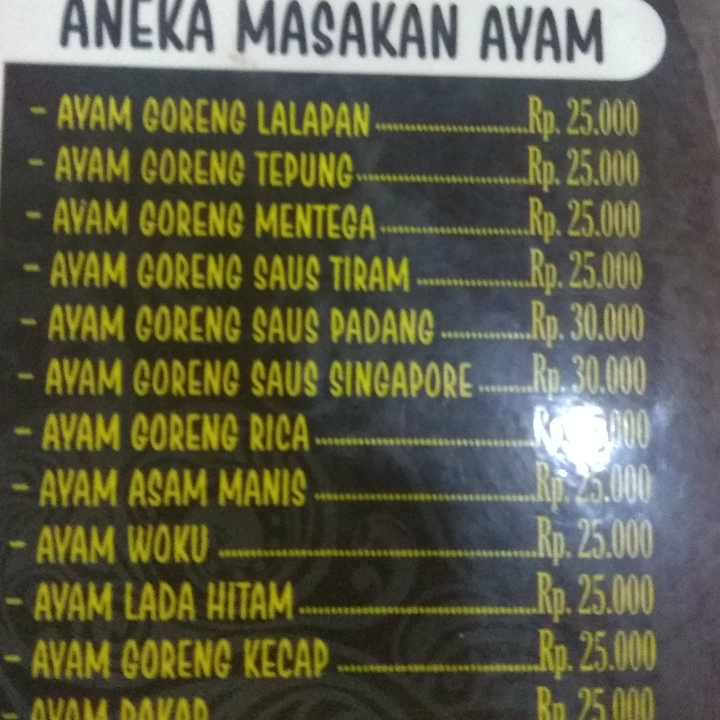 ANEKA MASAKAN AYAM
- AYAM GORENG LALAPAN Rp. 25.000
- AYAM GORENG TEPUNG Rp. 25.000
- AYAM GORENG MENTEGA Rp. 25.000
- AYAM GORENG SAUS TIRAM Rp. 25.000
- AYAM GORENG SAUS PADANG Rp. 30.000
- AYAM GORENG SAUS SINGAPORE Rp. 30.000
- AYAM GORENG RICA
- AYAM ASAM MANIS Rp. 25.000
- AYAM WOKU Rp. 25.000
- AYAM LADA HITAM Rp. 25.000
- AYAM GORENG KECAP Rp. 25.000
- AYAM Rp. 25.000